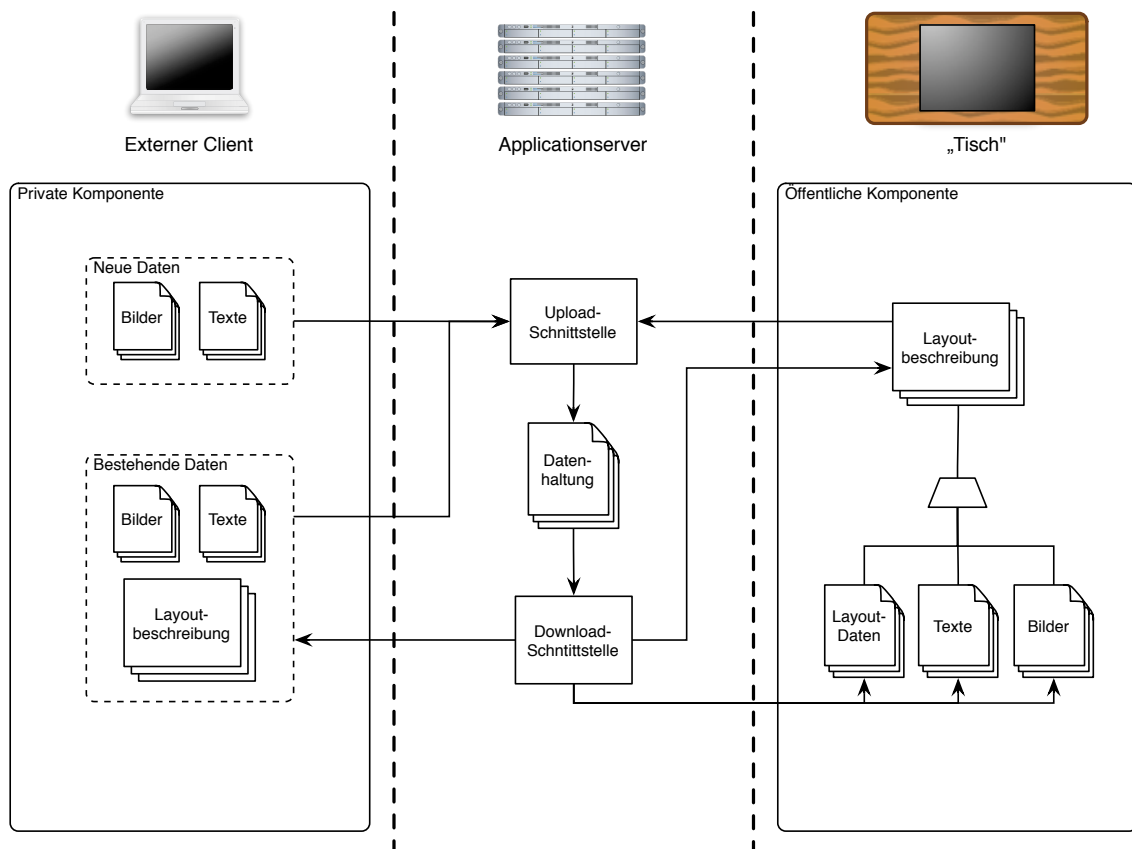 Externer Client
Applicationserver
„Tisch"
Private Komponente
Neue Daten
Bilder
Texte
Bestehende Daten
Bilder
Texte
Layout-
beschreibung
Upload-
Schnittstelle
Daten-
haltung
Download-
Schntittstelle
Öffentliche Komponente
Layout-
beschreibung
Layout-
Daten
Texte
Bilder